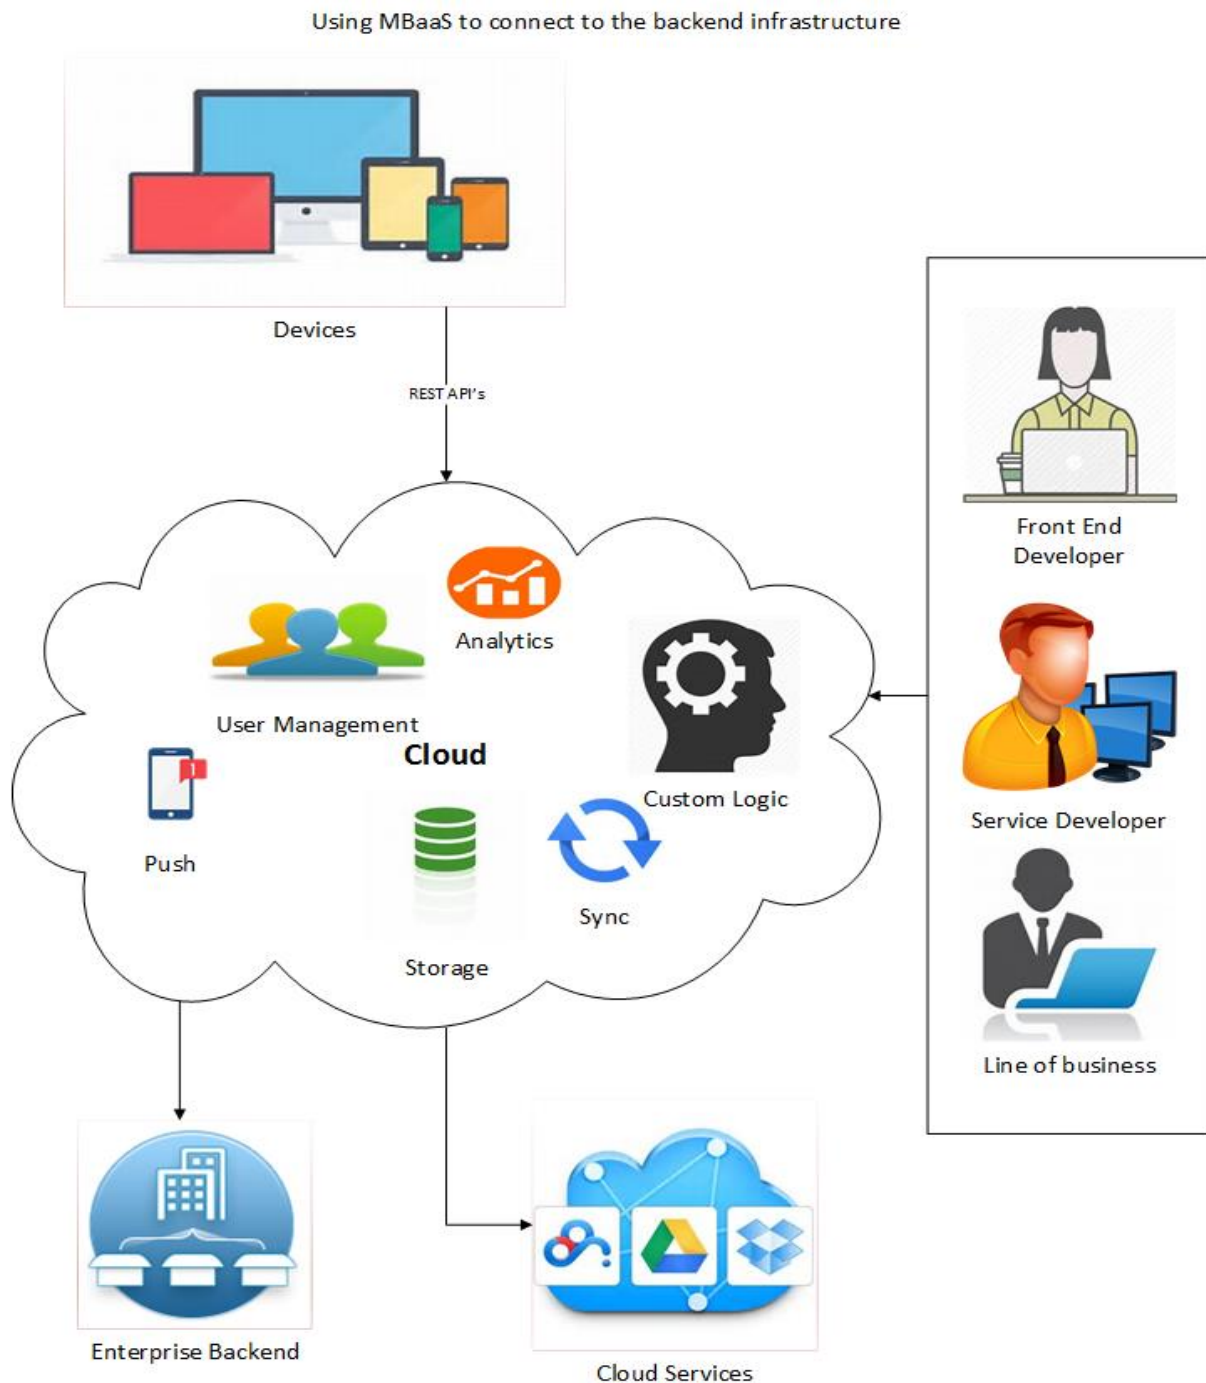 Using MBaaS to connect to the backend infrastructure
Devices
REST API's
Front End
Developer
Analytics
User Management
Cloud
Custom Logic
Service Developer
Push
Sync
Storage
Line of business
1
Enterprise Backend
Cloud Services